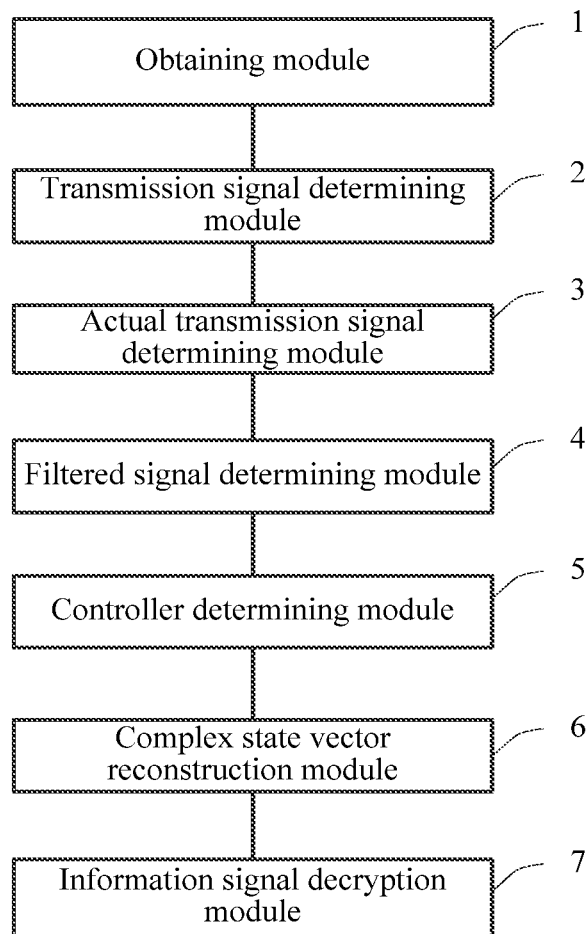 1
Obtaining module
2
Transmission signal determining
module
3
Actual transmission signal
determining module
4
Filtered signal determining module
5
Controller determining module
6
Complex state vector
reconstruction module
7
Information signal decryption
module